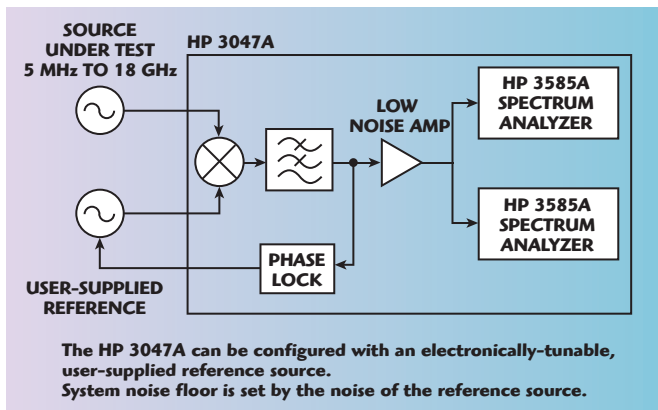 SOURCE
UNDER TEST
5 MHz TO 18 GHz
HP 3047A
LOW
NOISE AMP
HP 3585A
SPECTRUM
ANALYZER
HP 3585A
SPECTRUM
ANALYZER
PHASE
LOCK
USER-SUPPLIED
REFERENCE
The HP 3047A can be configured with an electronically-tunable,
user-supplied reference source.
System noise floor is set by the noise of the reference source.